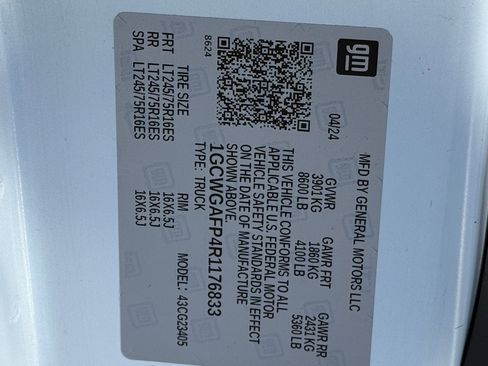 gm
MFD BY GENERAL MOTORS LLC
04/24
GVWR GAWR FRT GAWR RR
3901 KG 1860 KG 2431 KG
8600 LB 4100 LB 5360 LB
THIS VEHICLE CONFORMS TO ALL
APPLICABLE U.S. FEDERAL MOTOR
VEHICLE SAFETY STANDARDS IN EFFECT
ON THE DATE OF MANUFACTURE
SHOWN ABOVE.
1GCWGAFP4R1176833
TYPE: TRUCK MODEL: 43CG23405
8624
TIRE SIZE RIM
FRT LT245/75R16ES 16X6.5J
RR LT245/75R16ES 16X6.5J
SPA LT245/75R16ES 16X6.5J